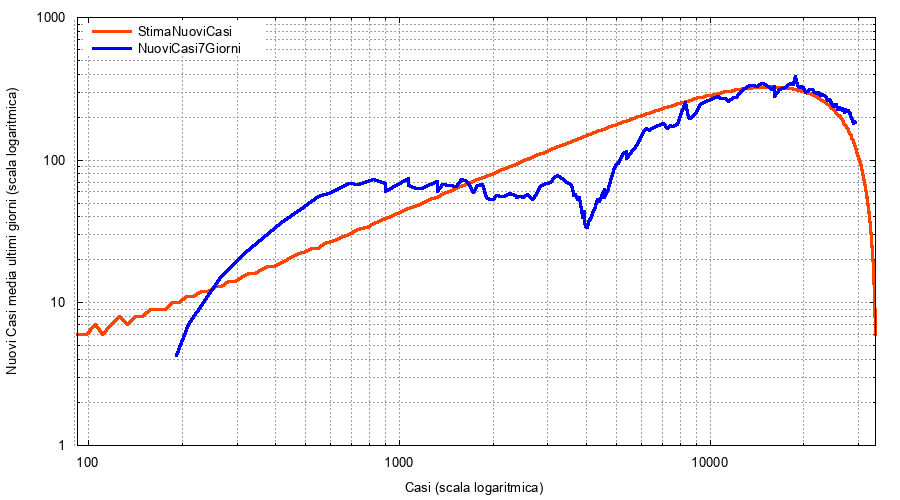 1000
StimaNuoviCasi
NuoviCasi7Giorni
100
10
1
100
1000
10000
Nuovi Casi media ultimi giorni (scala logaritmica)
Casi (scala logaritmica)